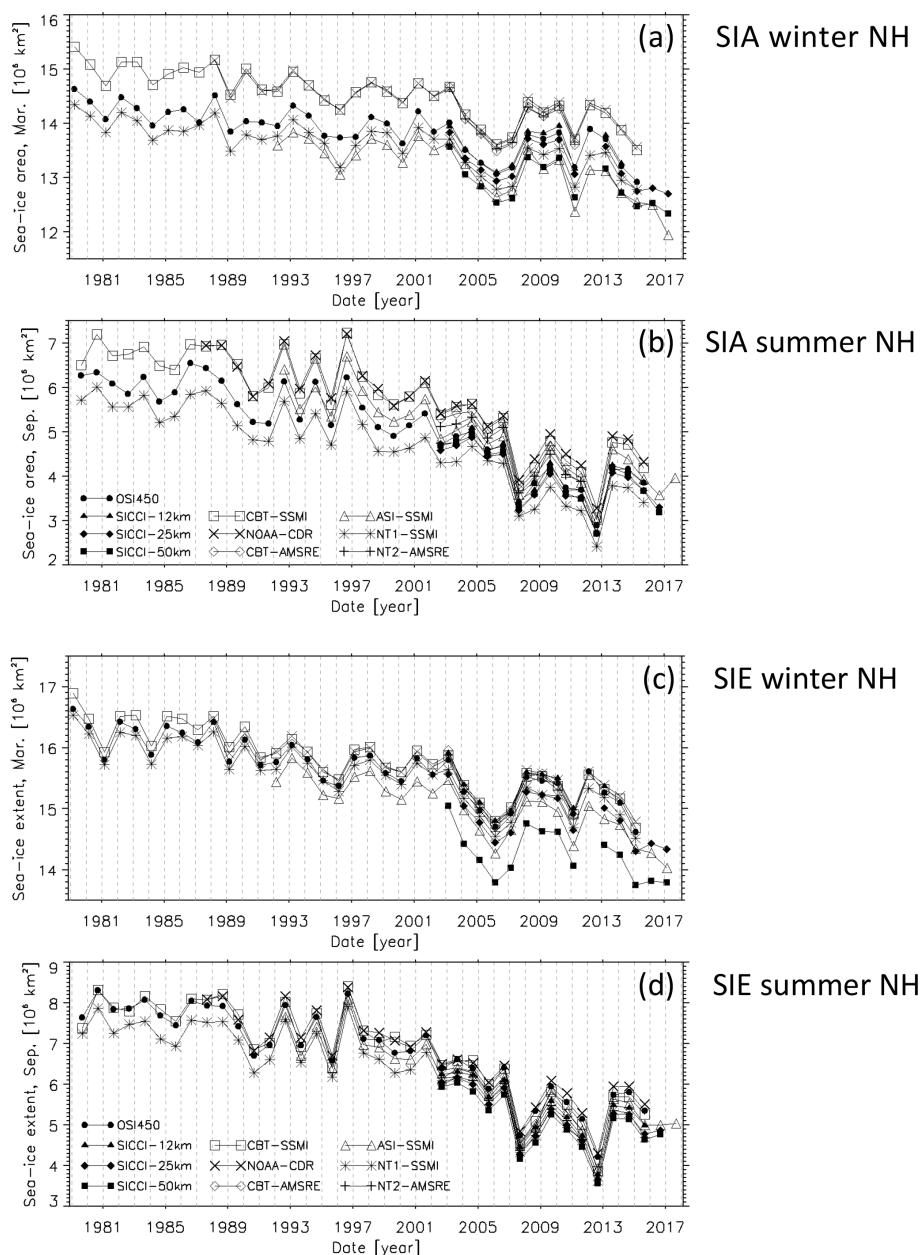 (a)
SIA winter NH
Sea-ice area, Mar. [10⁶ km²]
16
15
14
13
12
1981 1985 1989 1993 1997 2001 2005 2009 2013 2017
Date [year]
(b)
SIA summer NH
Sea-ice area, Sep. [10⁶ km²]
7
6
5
4
3
2
OSI450
SICCI-12km CBT-SSMI ASI-SSMI
SICCI-25km NOAA-CDR NT1-SSMI
SICCI-50km CBT-AMSRE NT2-AMSRE
1981 1985 1989 1993 1997 2001 2005 2009 2013 2017
Date [year]
(c)
SIE winter NH
Sea-ice extent, Mar. [10⁶ km²]
17
16
15
14
1981 1985 1989 1993 1997 2001 2005 2009 2013 2017
Date [year]
(d)
SIE summer NH
Sea-ice extent, Sep. [10⁶ km²]
9
8
7
6
5
4
3
OSI450
SICCI-12km CBT-SSMI ASI-SSMI
SICCI-25km NOAA-CDR NT1-SSMI
SICCI-50km CBT-AMSRE NT2-AMSRE
1981 1985 1989 1993 1997 2001 2005 2009 2013 2017
Date [year]